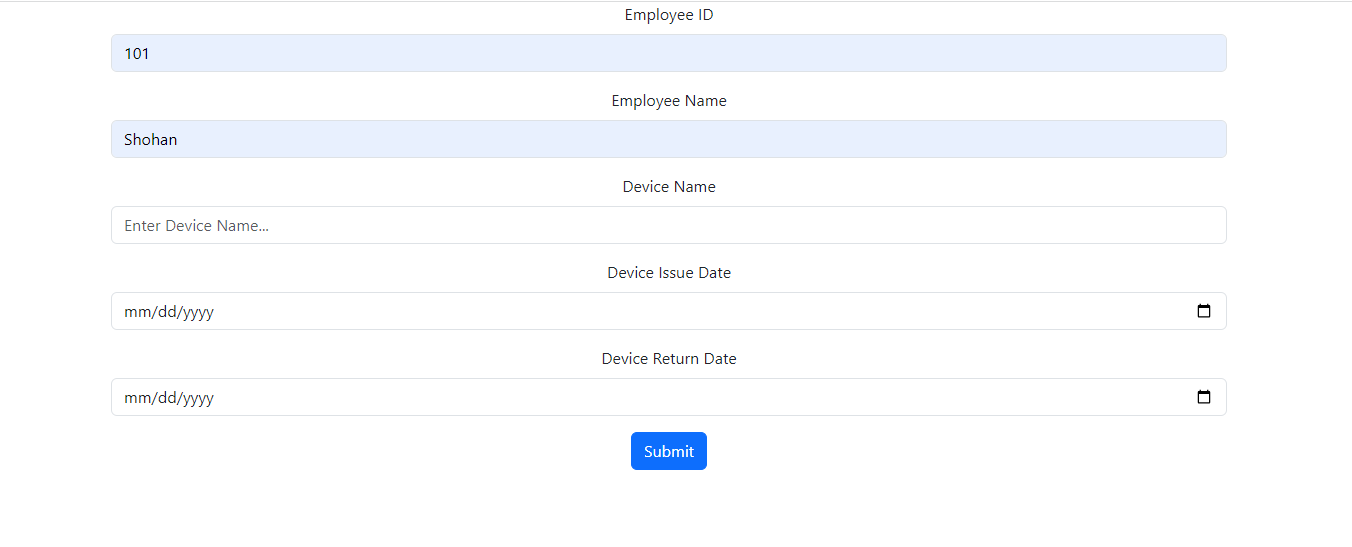 Employee ID
101
Employee Name
Shohan
Device Name
Enter Device Name...
Device Issue Date
mm/dd/yyyy
Device Return Date
mm/dd/yyyy
Submit